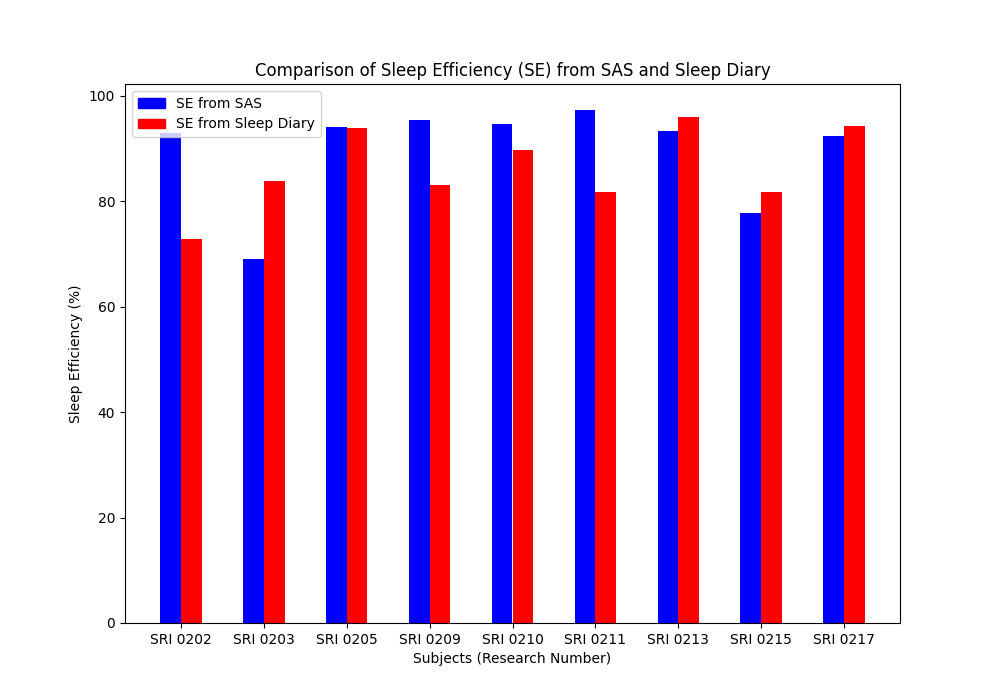 Comparison of Sleep Efficiency (SE) from SAS and Sleep Diary
SE from SAS
SE from Sleep Diary
Sleep Efficiency (%)
100
80
60
40
20
0
SRI 0202 SRI 0203 SRI 0205 SRI 0209 SRI 0210 SRI 0211 SRI 0213 SRI 0215 SRI 0217
Subjects (Research Number)